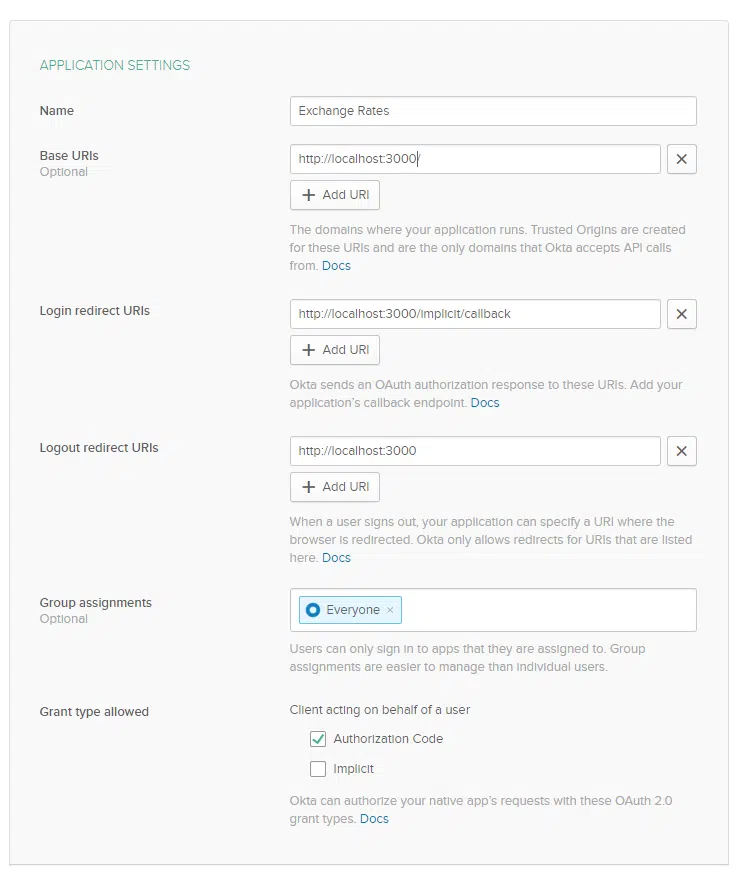 APPLICATION SETTINGS
Name
Exchange Rates
Base URIs
Optional
http://localhost:3000/
Add URI
The domains where your application runs. Trusted Origins are created
for these URIs and are the only domains that Okta accepts API calls
from. Docs
Login redirect URIs
http://localhost:3000/implicit/callback
Add URI
Okta sends an OAuth authorization response to these URIs. Add your
application's callback endpoint. Docs
Logout redirect URIs
http://localhost:3000
Add URI
When a user signs out, your application can specify a URI where the
browser is redirected. Okta only allows redirects for URIs that are listed
here. Docs
Group assignments
Optional
Everyone
Users can only sign in to apps that they are assigned to. Group
assignments are easier to manage than individual users.
Grant type allowed
Client acting on behalf of a user
Authorization Code
Implicit
Okta can authorize your native app's requests with these OAuth 2.0
grant types. Docs